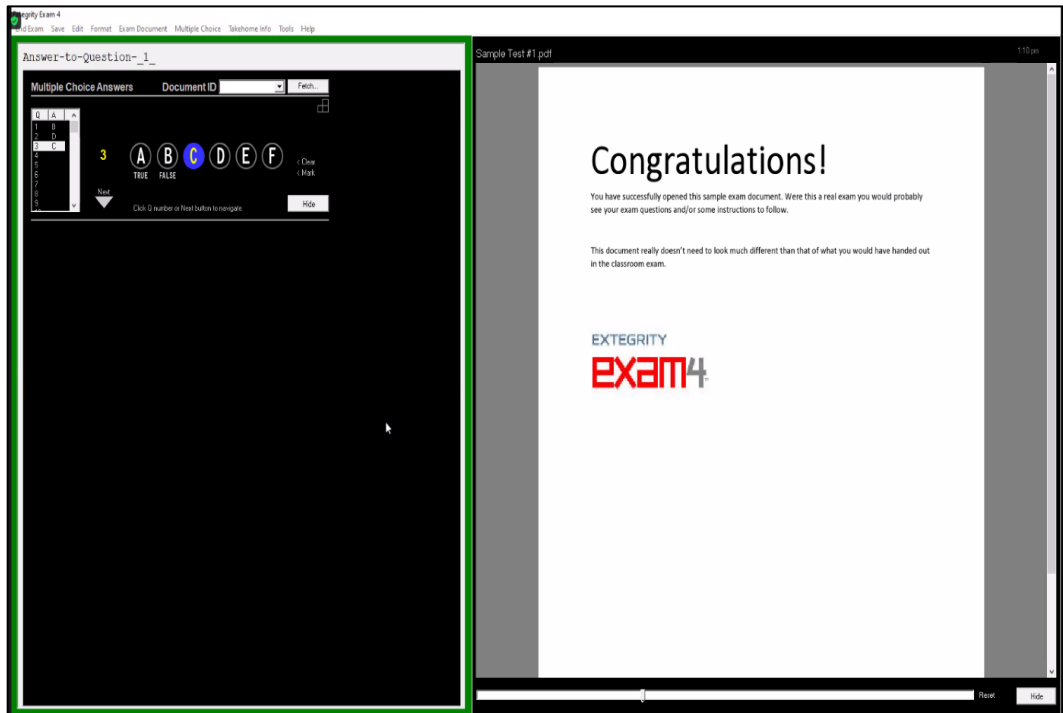 Extegrity Exam 4
End Exam Save Edit Format Exam Document Multiple Choice Takehome Info Tools Help
Answer-to-Question-_1_
Multiple Choice Answers Document ID Fetch...
Q A
1 B
2 D
3 C
4
5
6
7
8
9
3
A B C D E F
TRUE FALSE
< Clear
< Mark
Next
Click Q number or Next button to navigate.
Hide
Sample Test #1.pdf 1:10 pm
Congratulations!
You have successfully opened this sample exam document. Were this a real exam you would probably
see your exam questions and/or some instructions to follow.
This document really doesn't need to look much different than that of what you would have handed out
in the classroom exam.
EXTEGRITY
exam4
Reset Hide